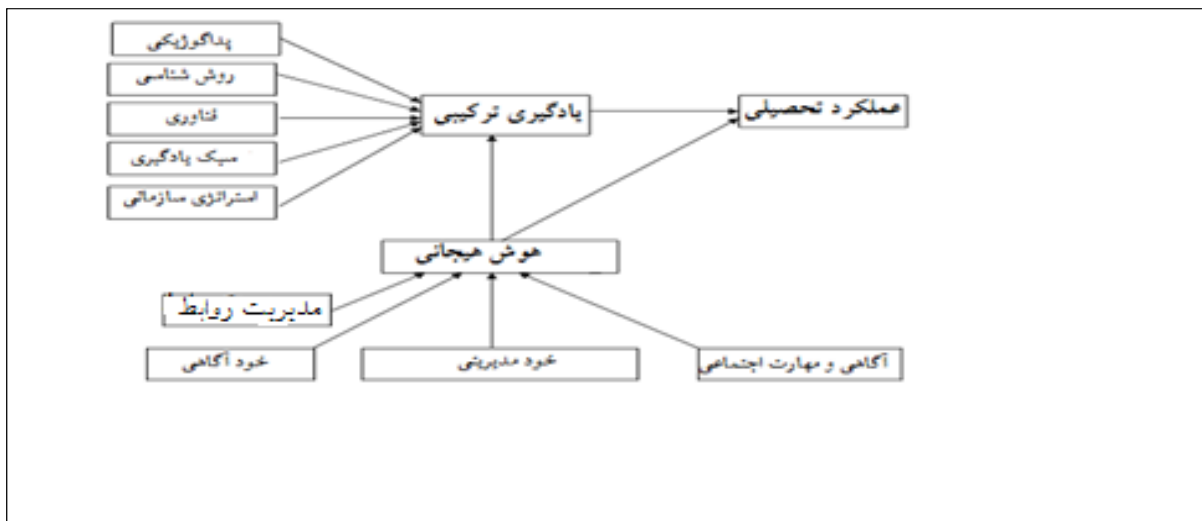 پداگوژیکی
روش شناسی
فناوری
سبک یادگیری
استراتژی سازمانی
یادگیری ترکیبی
عملکرد تحصیلی
هوش هیجانی
مدیریت روابط
خود آگاهی
خود مدیریتی
آگاهی و مهارت اجتماعی